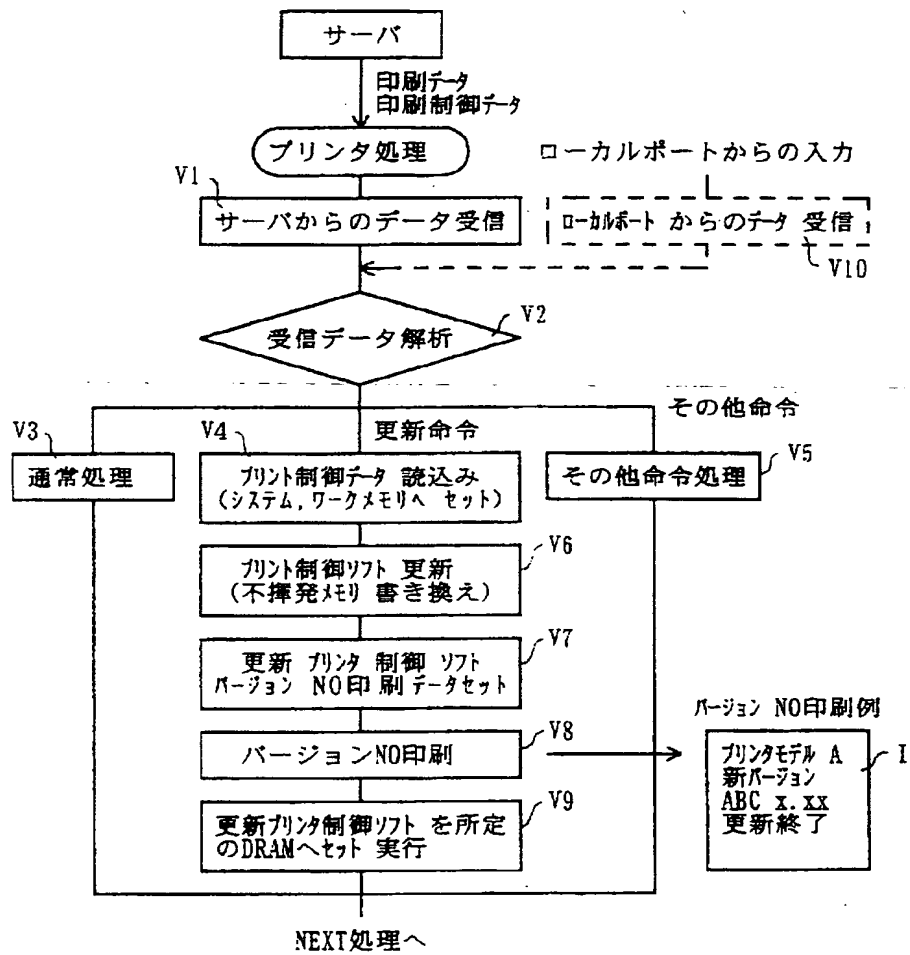 サーバ
印刷データ
印刷制御データ
プリンタ処理
ローカルポートからの入力
V1
サーバからのデータ受信
ローカルポート からのデータ 受信
V10
受信データ解析
V2
その他命令
更新命令
V3
通常処理
V4
プリント制御データ 読込み
(システム,ワークメモリへ セット)
その他命令処理
V5
プリント制御ソフト 更新
(不揮発メモリ 書き換え)
V6
更新 プリンタ 制御 ソフト
バージョン NO印刷データセット
V7
バージョンNO印刷
V8
バージョン NO印刷例
プリンタモデル A
新バージョン
ABC x.xx
更新終了
I
更新プリンタ制御ソフト を所定
のDRAMへセット 実行
V9
NEXT処理へ